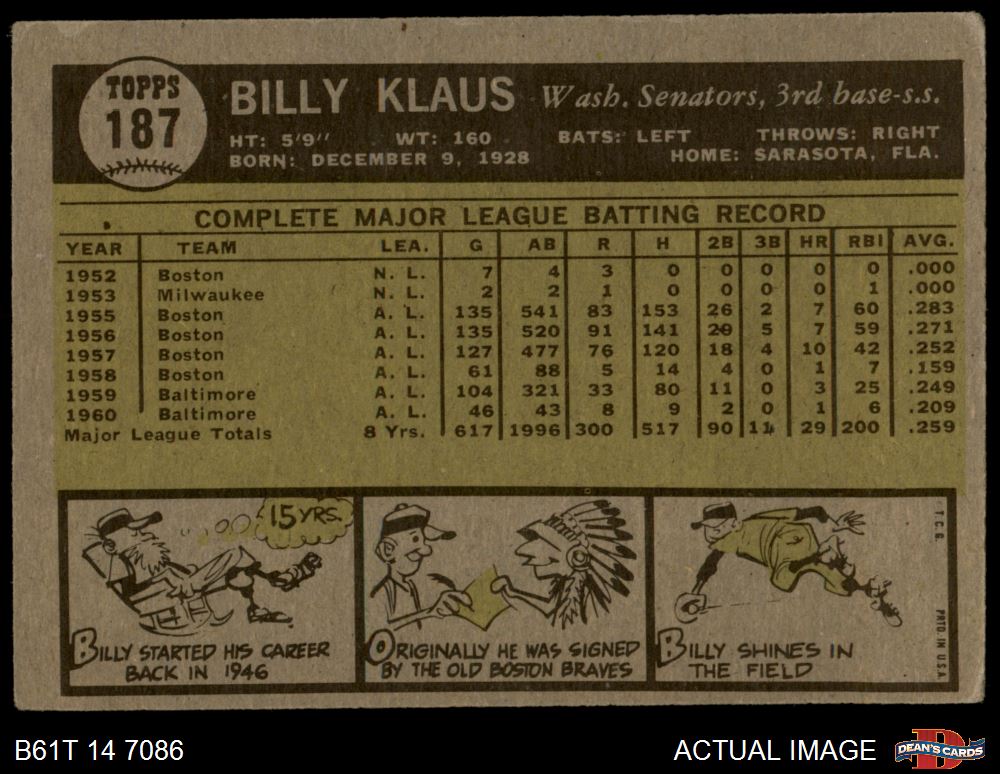 TOPPS
187
BILLY KLAUS Wash. Senators, 3rd base-s.s.
HT: 5'9" WT: 160 BATS: LEFT THROWS: RIGHT
BORN: DECEMBER 9, 1928 HOME: SARASOTA, FLA.
COMPLETE MAJOR LEAGUE BATTING RECORD
YEAR TEAM LEA. G AB R H 2B 3B HR RBI AVG.
1952 Boston N. L. 7 4 3 0 0 0 0 0 .000
1953 Milwaukee N. L. 2 2 1 0 0 0 0 1 .000
1955 Boston A. L. 135 541 83 153 26 2 7 60 .283
1956 Boston A. L. 135 520 91 141 29 5 7 59 .271
1957 Boston A. L. 127 477 76 120 18 4 10 42 .252
1958 Boston A. L. 61 88 5 14 4 0 1 7 .159
1959 Baltimore A. L. 104 321 33 80 11 0 3 25 .249
1960 Baltimore A. L. 46 43 8 9 2 0 1 6 .209
Major League Totals 8 Yrs. 617 1996 300 517 90 11 29 200 .259
15 YRS.
BILLY STARTED HIS CAREER
BACK IN 1946
ORIGINALLY HE WAS SIGNED
BY THE OLD BOSTON BRAVES
BILLY SHINES IN
THE FIELD
T. C. G. PRTD IN U.S.A.
B61T 14 7086
ACTUAL IMAGE
D
DEAN'S CARDS